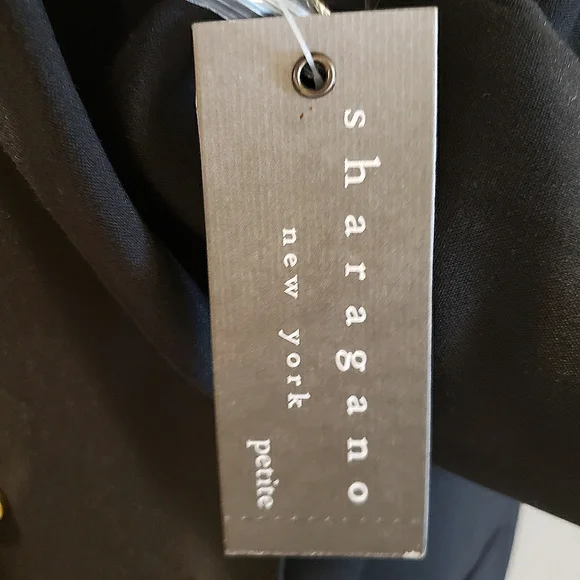 sharagano
new york
petite